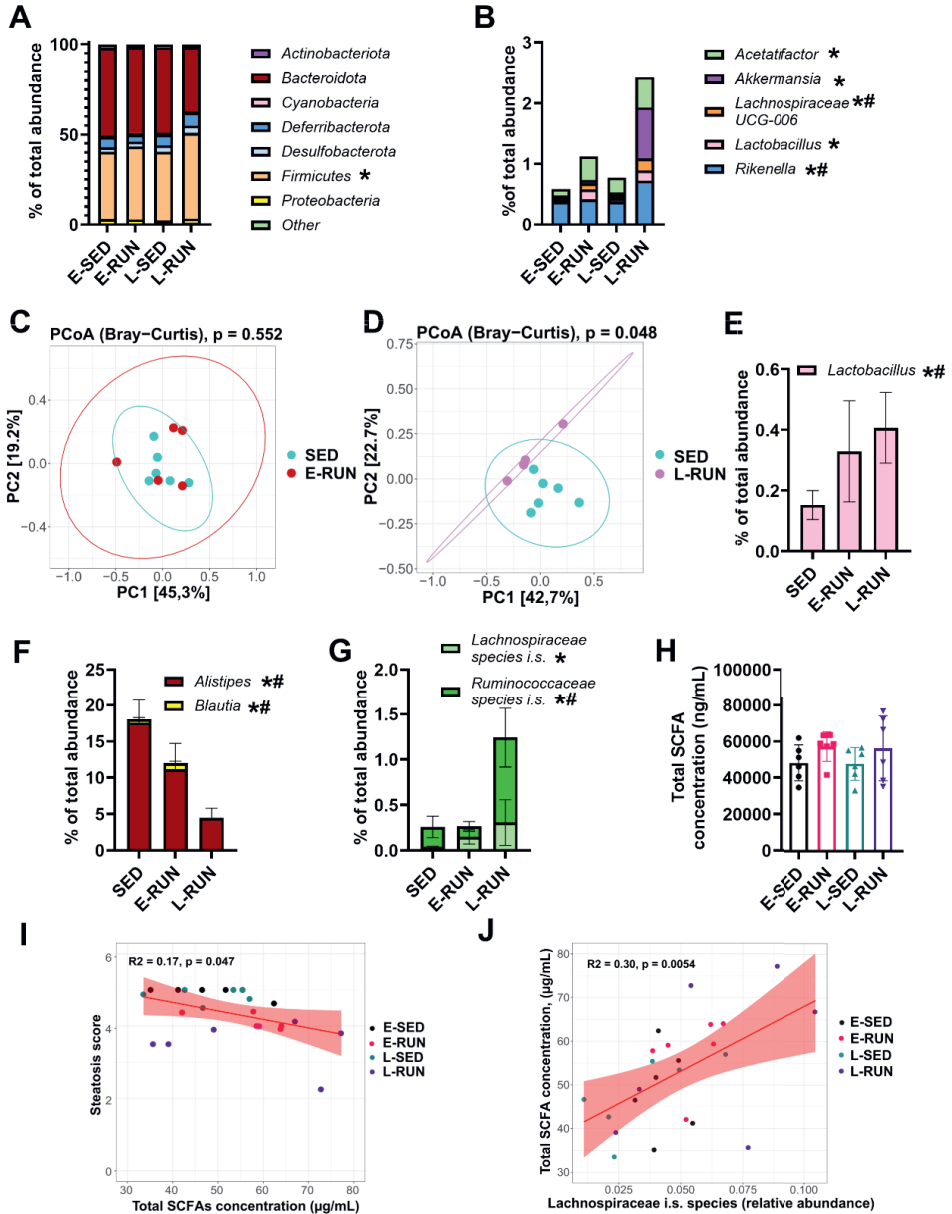 A
100
50
0
% of total abundance
E-SED
E-RUN
L-SED
L-RUN
Actinobacteriota
Bacteroidota
Cyanobacteria
Deferribacterota
Desulfobacterota
Firmicutes *
Proteobacteria
Other
B
3
2
1
0
%of total abundance
E-SED
E-RUN
L-SED
L-RUN
Acetatifactor *
Akkermansia *
Lachnospiraceae *#
UCG-006
Lactobacillus *
Rikenella *#
C
PCoA (Bray−Curtis), p = 0.552
PC2 [19.2%]
0.4
0.0
−0.4
−1.0
−0.5
0.0
0.5
1.0
PC1 [45,3%]
SED
E-RUN
D
PCoA (Bray−Curtis), p = 0.048
PC2 [22.7%]
0.75
0.50
0.25
0.00
−0.25
−0.50
−1.0
−0.5
0.0
0.5
PC1 [42,7%]
SED
L-RUN
E
Lactobacillus *#
% of total abundance
0.6
0.4
0.2
0.0
SED
E-RUN
L-RUN
F
% of total abundance
25
20
15
10
5
0
Alistipes *#
Blautia *#
SED
E-RUN
L-RUN
G
Lachnospiraceae
species i.s. *
Ruminococcaceae
species i.s. *#
% of total abundance
2.0
1.5
1.0
0.5
0.0
SED
E-RUN
L-RUN
H
Total SCFA
concentration (ng/mL)
100000
80000
60000
40000
20000
0
E-SED
E-RUN
L-SED
L-RUN
I
R2 = 0.17, p = 0.047
Steatosis score
6
4
2
0
30
40
50
60
70
80
Total SCFAs concentration (µg/mL)
E-SED
E-RUN
L-SED
L-RUN
J
R2 = 0.30, p = 0.0054
Total SCFA concentration, (µg/mL)
80
70
60
50
40
30
0.025
0.050
0.075
0.100
Lachnospiraceae i.s. species (relative abundance)
E-SED
E-RUN
L-SED
L-RUN